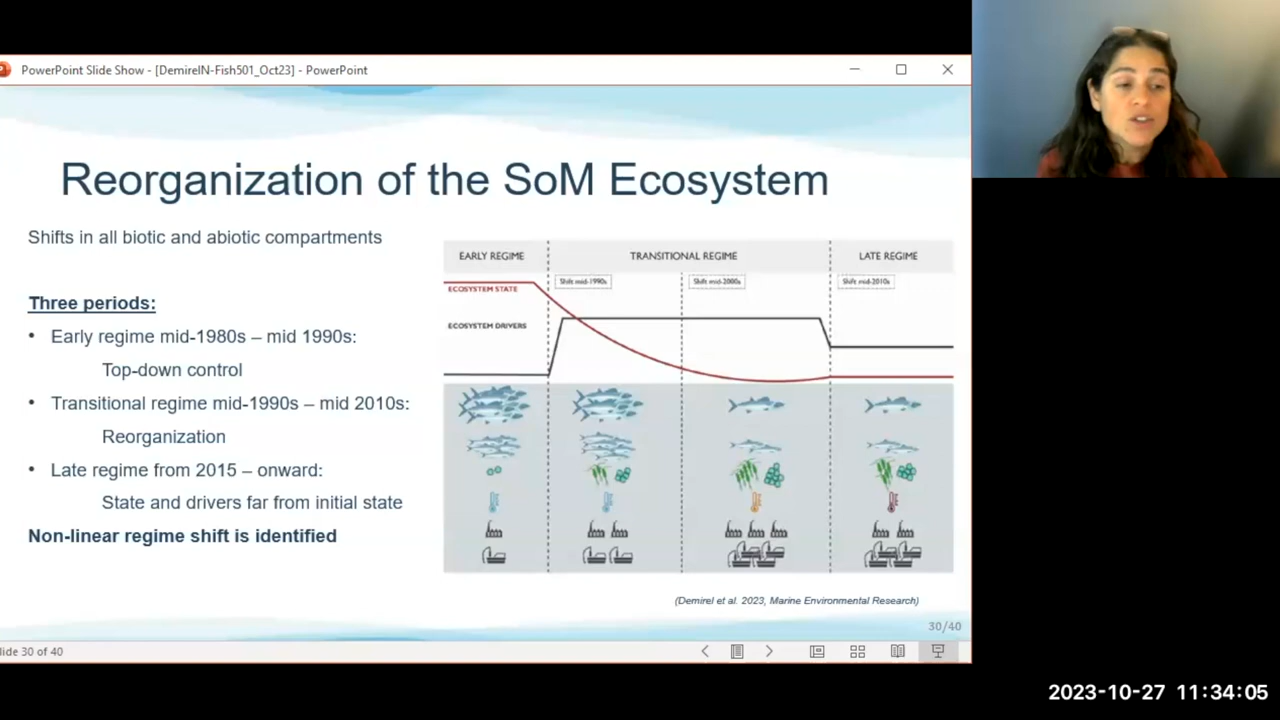 PowerPoint Slide Show - [DemirelN-Fish501_Oct23] - PowerPoint
Reorganization of the SoM Ecosystem
Shifts in all biotic and abiotic compartments
Three periods:
• Early regime mid-1980s – mid 1990s:
Top-down control
• Transitional regime mid-1990s – mid 2010s:
Reorganization
• Late regime from 2015 – onward:
State and drivers far from initial state
Non-linear regime shift is identified
EARLY REGIME
TRANSITIONAL REGIME
LATE REGIME
Shift mid-1990s
Shift mid-2000s
Shift mid-2010s
ECOSYSTEM STATE
ECOSYSTEM DRIVERS
(Demirel et al. 2023, Marine Environmental Research)
30/40
lide 30 of 40
2023-10-27 11:34:05